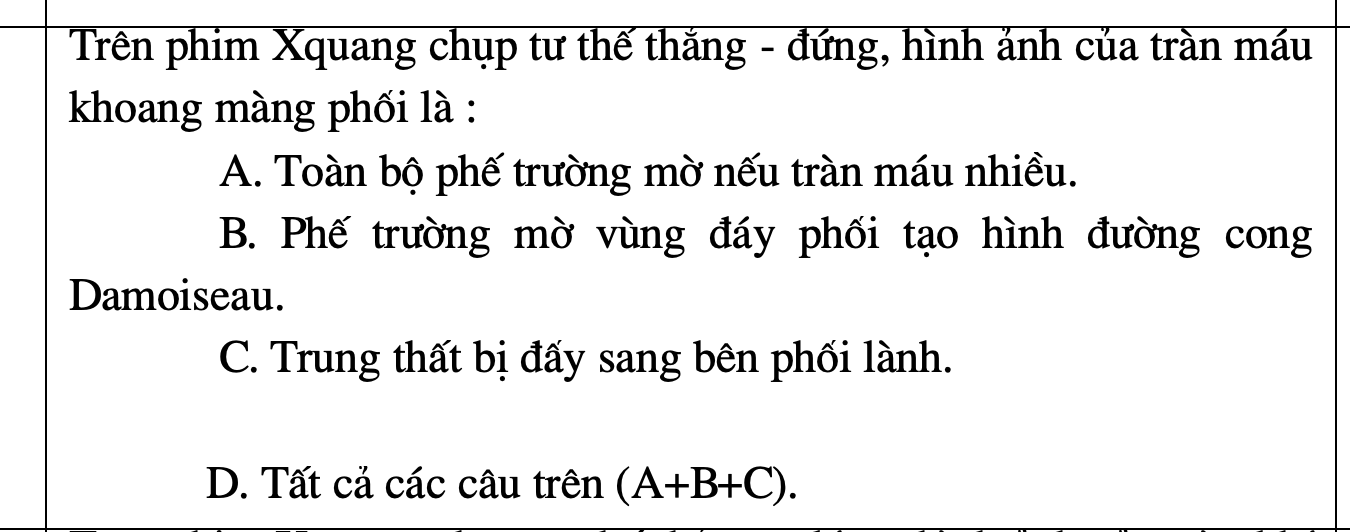 Trên phim Xquang chụp tư thế thẳng - đứng, hình ảnh của tràn máu
khoang màng phối là :
A. Toàn bộ phế trường mờ nếu tràn máu nhiều.
B. Phế trường mờ vùng đáy phối tạo hình đường cong
Damoiseau.
C. Trung thất bị đấy sang bên phối lành.
D. Tất cả các câu trên (A+B+C).